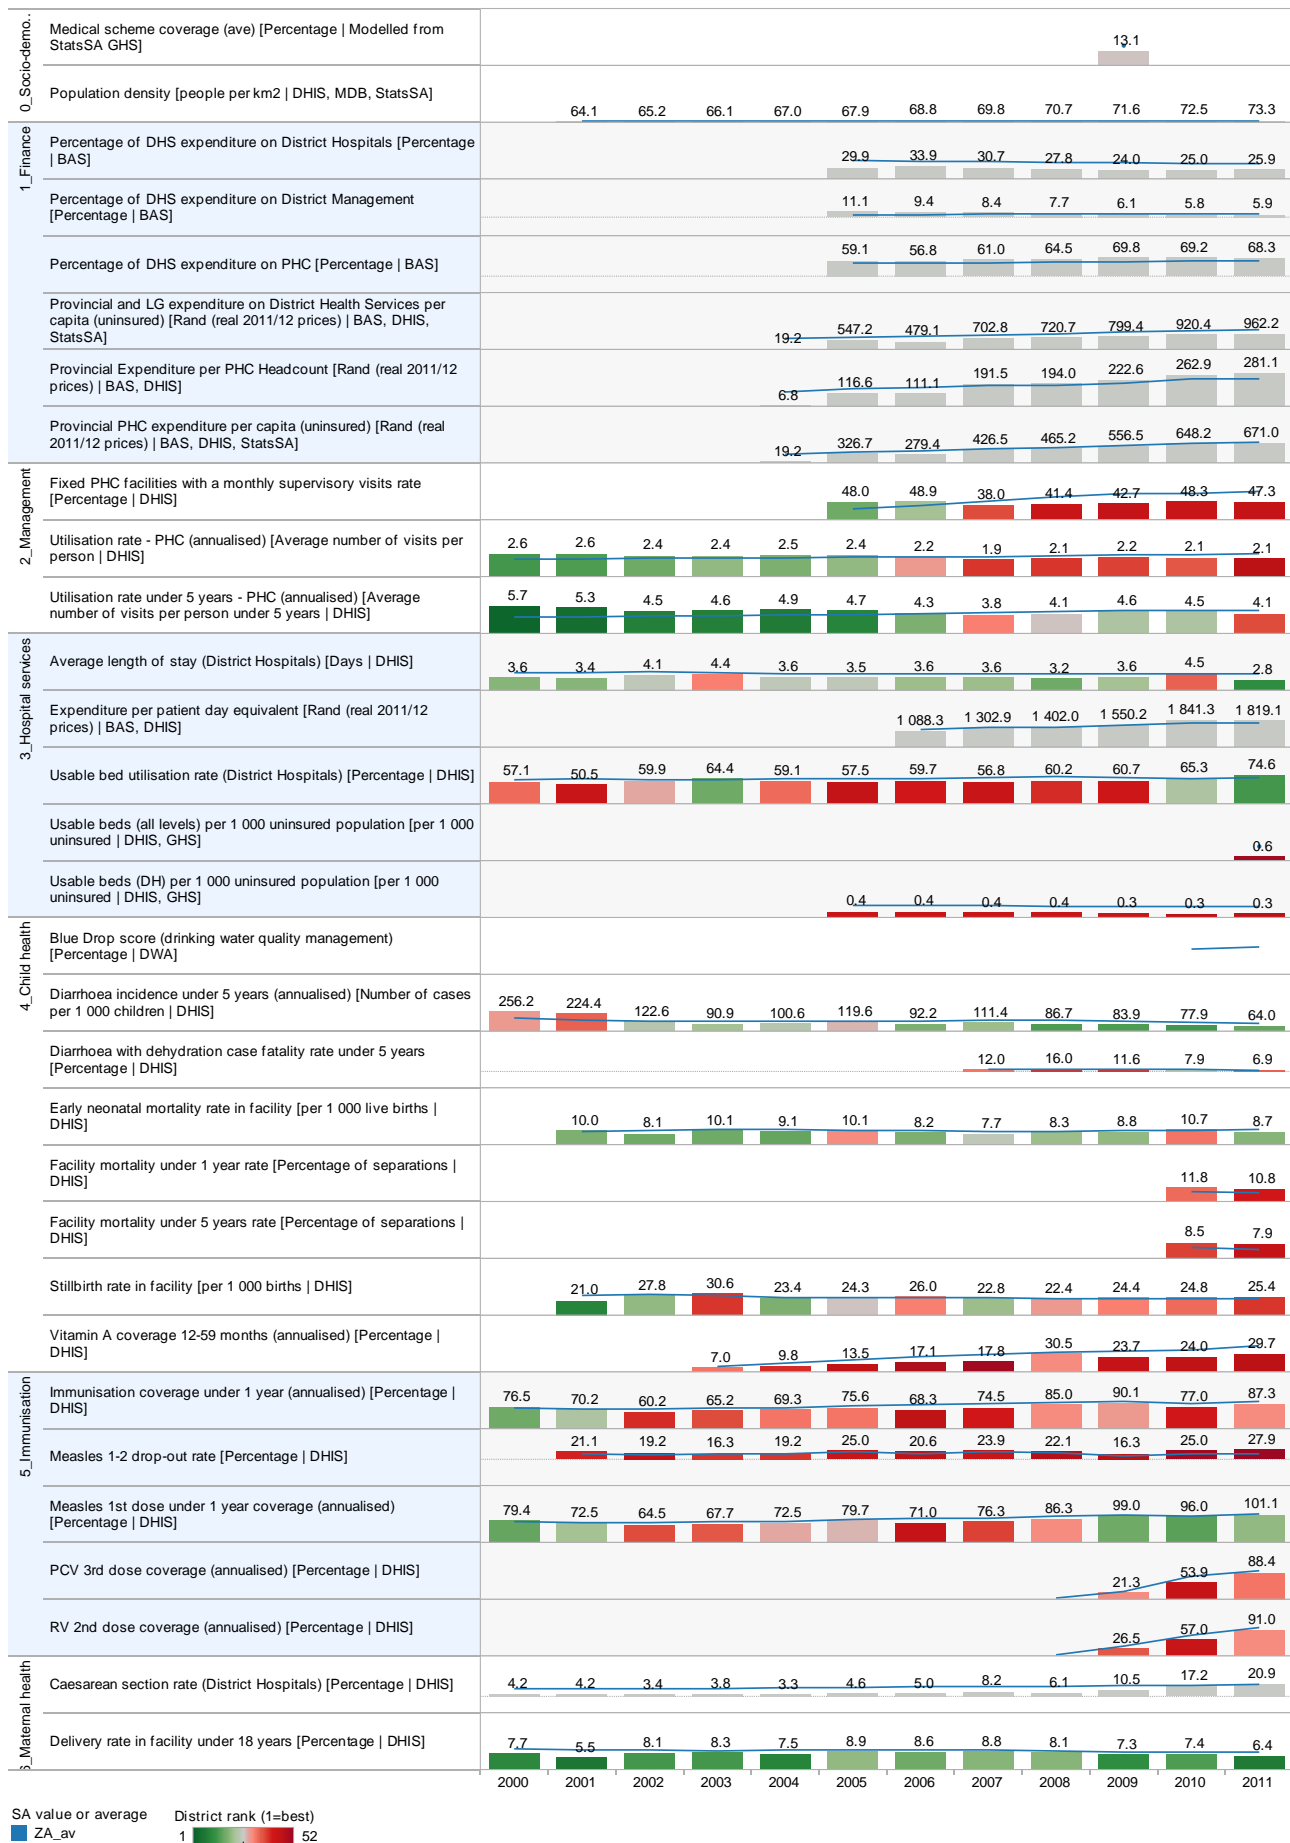 0_Socio-demo..
Medical scheme coverage (ave) [Percentage | Modelled from
StatsSA GHS]
13.1
Population density [people per km2 | DHIS, MDB, StatsSA]
64.1 65.2 66.1 67.0 67.9 68.8 69.8 70.7 71.6 72.5 73.3
1_Finance
Percentage of DHS expenditure on District Hospitals [Percentage
| BAS]
29.9 33.9 30.7 27.8 24.0 25.0 25.9
Percentage of DHS expenditure on District Management
[Percentage | BAS]
11.1 9.4 8.4 7.7 6.1 5.8 5.9
Percentage of DHS expenditure on PHC [Percentage | BAS]
59.1 56.8 61.0 64.5 69.8 69.2 68.3
Provincial and LG expenditure on District Health Services per
capita (uninsured) [Rand (real 2011/12 prices) | BAS, DHIS,
StatsSA]
19.2 547.2 479.1 702.8 720.7 799.4 920.4 962.2
Provincial Expenditure per PHC Headcount [Rand (real 2011/12
prices) | BAS, DHIS]
6.8 116.6 111.1 191.5 194.0 222.6 262.9 281.1
Provincial PHC expenditure per capita (uninsured) [Rand (real
2011/12 prices) | BAS, DHIS, StatsSA]
19.2 326.7 279.4 426.5 465.2 556.5 648.2 671.0
2_Management
Fixed PHC facilities with a monthly supervisory visits rate
[Percentage | DHIS]
48.0 48.9 38.0 41.4 42.7 48.3 47.3
Utilisation rate - PHC (annualised) [Average number of visits per
person | DHIS]
2.6 2.6 2.4 2.4 2.5 2.4 2.2 1.9 2.1 2.2 2.1 2.1
Utilisation rate under 5 years - PHC (annualised) [Average
number of visits per person under 5 years | DHIS]
5.7 5.3 4.5 4.6 4.9 4.7 4.3 3.8 4.1 4.6 4.5 4.1
3_Hospital services
Average length of stay (District Hospitals) [Days | DHIS]
3.6 3.4 4.1 4.4 3.6 3.5 3.6 3.6 3.2 3.6 4.5 2.8
Expenditure per patient day equivalent [Rand (real 2011/12
prices) | BAS, DHIS]
1 088.3 1 302.9 1 402.0 1 550.2 1 841.3 1 819.1
Usable bed utilisation rate (District Hospitals) [Percentage | DHIS]
57.1 50.5 59.9 64.4 59.1 57.5 59.7 56.8 60.2 60.7 65.3 74.6
Usable beds (all levels) per 1 000 uninsured population [per 1 000
uninsured | DHIS, GHS]
0.6
Usable beds (DH) per 1 000 uninsured population [per 1 000
uninsured | DHIS, GHS]
0.4 0.4 0.4 0.4 0.3 0.3 0.3
4_Child health
Blue Drop score (drinking water quality management)
[Percentage | DWA]
Diarrhoea incidence under 5 years (annualised) [Number of cases
per 1 000 children | DHIS]
256.2 224.4 122.6 90.9 100.6 119.6 92.2 111.4 86.7 83.9 77.9 64.0
Diarrhoea with dehydration case fatality rate under 5 years
[Percentage | DHIS]
12.0 16.0 11.6 7.9 6.9
Early neonatal mortality rate in facility [per 1 000 live births |
DHIS]
10.0 8.1 10.1 9.1 10.1 8.2 7.7 8.3 8.8 10.7 8.7
Facility mortality under 1 year rate [Percentage of separations |
DHIS]
11.8 10.8
Facility mortality under 5 years rate [Percentage of separations |
DHIS]
8.5 7.9
Stillbirth rate in facility [per 1 000 births | DHIS]
21.0 27.8 30.6 23.4 24.3 26.0 22.8 22.4 24.4 24.8 25.4
Vitamin A coverage 12-59 months (annualised) [Percentage |
DHIS]
7.0 9.8 13.5 17.1 17.8 30.5 23.7 24.0 29.7
5_Immunisation
Immunisation coverage under 1 year (annualised) [Percentage |
DHIS]
76.5 70.2 60.2 65.2 69.3 75.6 68.3 74.5 85.0 90.1 77.0 87.3
Measles 1-2 drop-out rate [Percentage | DHIS]
21.1 19.2 16.3 19.2 25.0 20.6 23.9 22.1 16.3 25.0 27.9
Measles 1st dose under 1 year coverage (annualised)
[Percentage | DHIS]
79.4 72.5 64.5 67.7 72.5 79.7 71.0 76.3 86.3 99.0 96.0 101.1
PCV 3rd dose coverage (annualised) [Percentage | DHIS]
21.3 53.9 88.4
RV 2nd dose coverage (annualised) [Percentage | DHIS]
26.5 57.0 91.0
6_Maternal health
Caesarean section rate (District Hospitals) [Percentage | DHIS]
4.2 4.2 3.4 3.8 3.3 4.6 5.0 8.2 6.1 10.5 17.2 20.9
Delivery rate in facility under 18 years [Percentage | DHIS]
7.7 5.5 8.1 8.3 7.5 8.9 8.6 8.8 8.1 7.3 7.4 6.4
2000 2001 2002 2003 2004 2005 2006 2007 2008 2009 2010 2011
SA value or average
ZA_av
District rank (1=best)
1 52